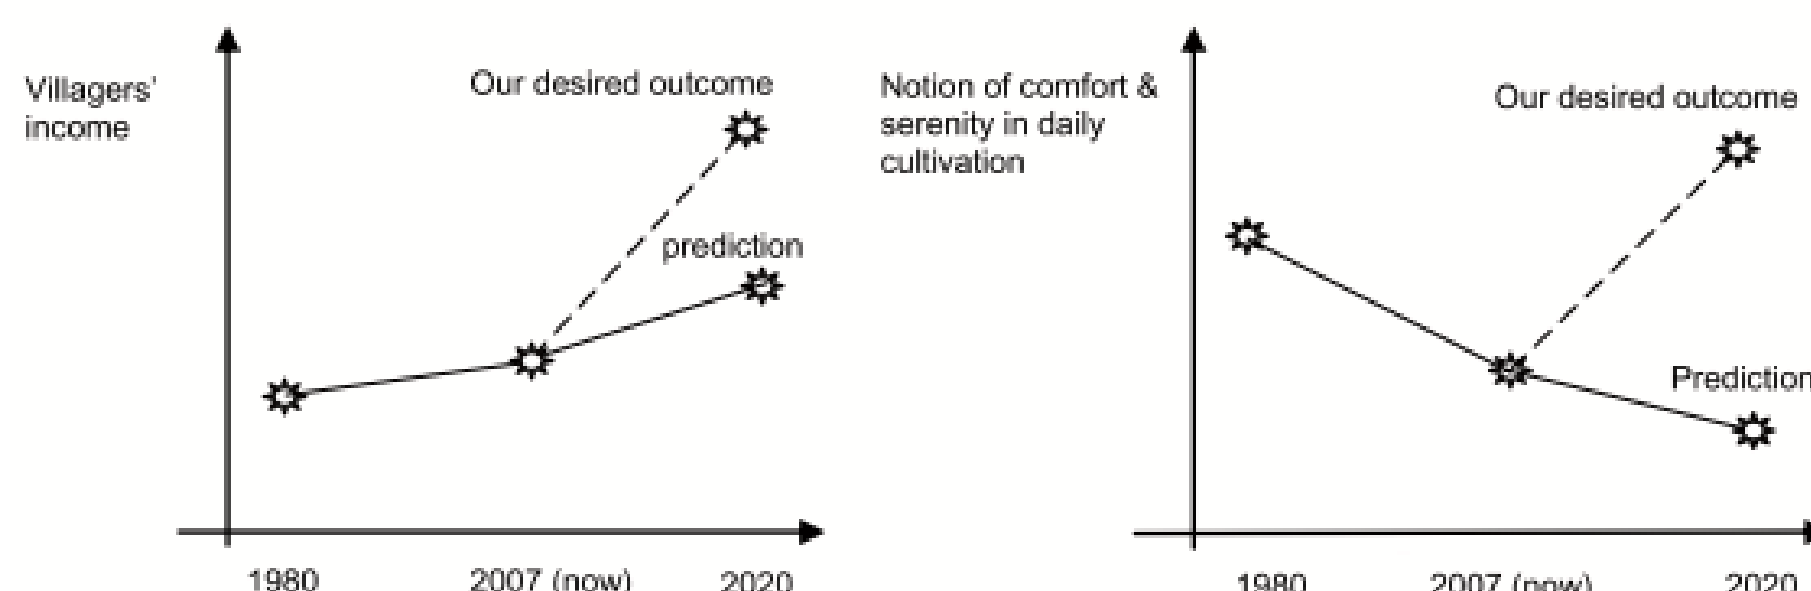 Villagers'
income
Our desired outcome
prediction
1980
2007 (now)
2020
Notion of comfort &
serenity in daily
cultivation
Our desired outcome
Prediction
1980
2007 (now)
2020